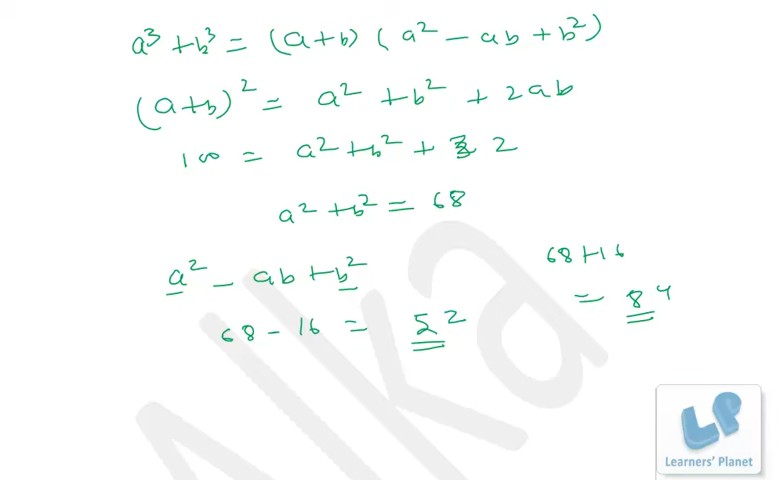 a³ + b³ = (a+b) (a² - ab + b²)
(a+b)² = a² + b² + 2ab
100 = a² + b² + 32
a² + b² = 68
a² - ab + b²
68 - 16 = 52
68+16
= 84
Alka
LP
Learners' Planet